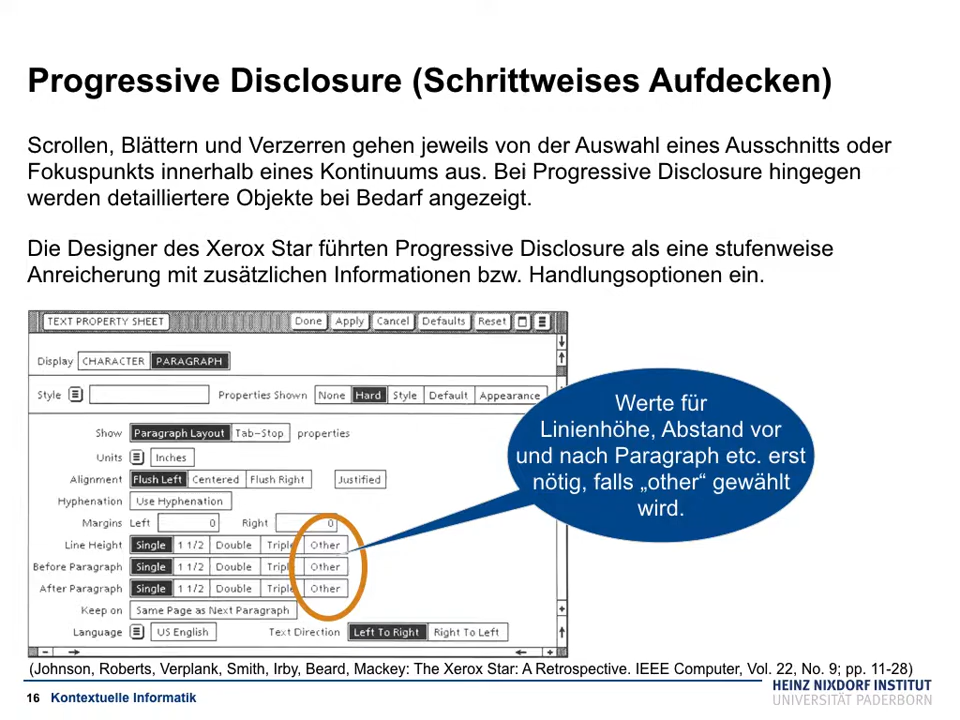 Progressive Disclosure (Schrittweises Aufdecken)
Scrollen, Blättern und Verzerren gehen jeweils von der Auswahl eines Ausschnitts oder
Fokuspunkts innerhalb eines Kontinuums aus. Bei Progressive Disclosure hingegen
werden detailliertere Objekte bei Bedarf angezeigt.
Die Designer des Xerox Star führten Progressive Disclosure als eine stufenweise
Anreicherung mit zusätzlichen Informationen bzw. Handlungsoptionen ein.
TEXT PROPERTY SHEET Done Apply Cancel Defaults Reset
Display CHARACTER PARAGRAPH
Style Properties Shown None Hard Style Default Appearance
Show Paragraph Layout Tab-Stop properties
Units Inches
Alignment Flush Left Centered Flush Right Justified
Hyphenation Use Hyphenation
Margins Left 0 Right 0
Line Height Single 1 1/2 Double Triple Other
Before Paragraph Single 1 1/2 Double Triple Other
After Paragraph Single 1 1/2 Double Triple Other
Keep on Same Page as Next Paragraph
Language US English Text Direction Left To Right Right To Left
Werte für
Linienhöhe, Abstand vor
und nach Paragraph etc. erst
nötig, falls „other“ gewählt
wird.
(Johnson, Roberts, Verplank, Smith, Irby, Beard, Mackey: The Xerox Star: A Retrospective. IEEE Computer, Vol. 22, No. 9; pp. 11-28)
16 Kontextuelle Informatik
HEINZ NIXDORF INSTITUT
UNIVERSITÄT PADERBORN